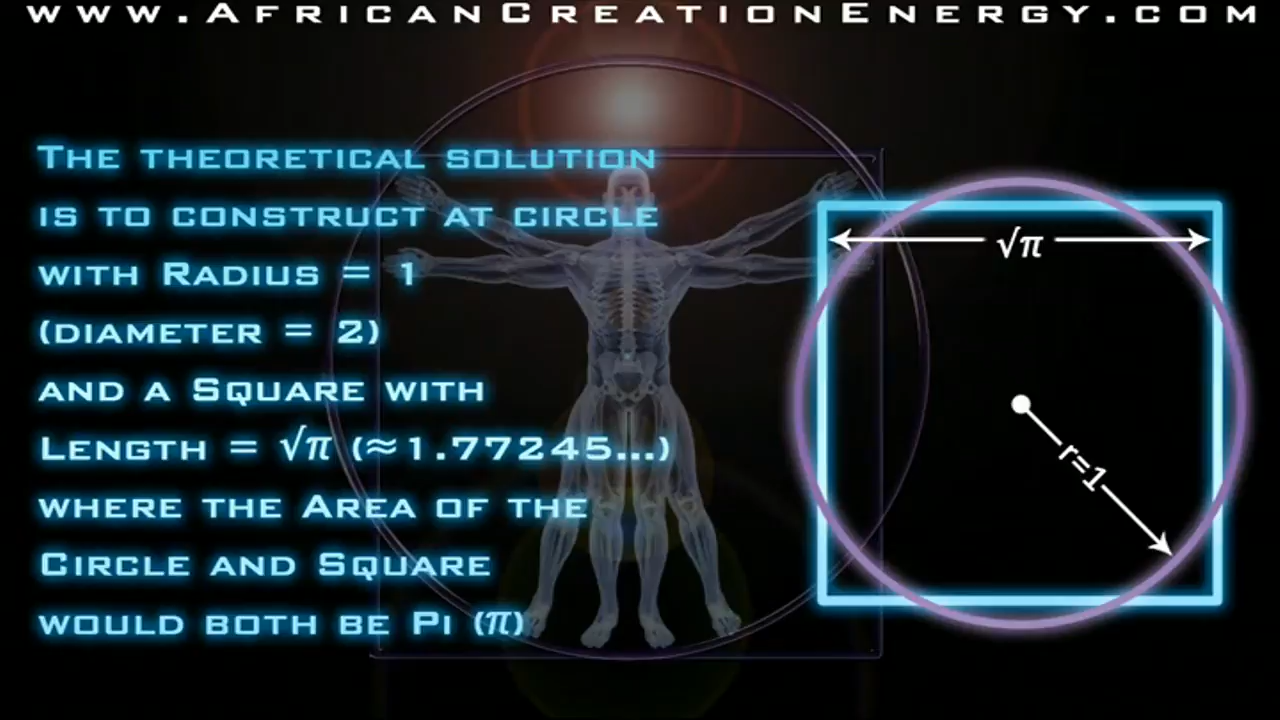 www.AfricanCreationEnergy.com
The theoretical solution
is to construct at circle
with Radius = 1
(diameter = 2)
and a Square with
Length = √π (≈1.77245...)
where the Area of the
Circle and Square
would both be Pi (π)
√π
r=1